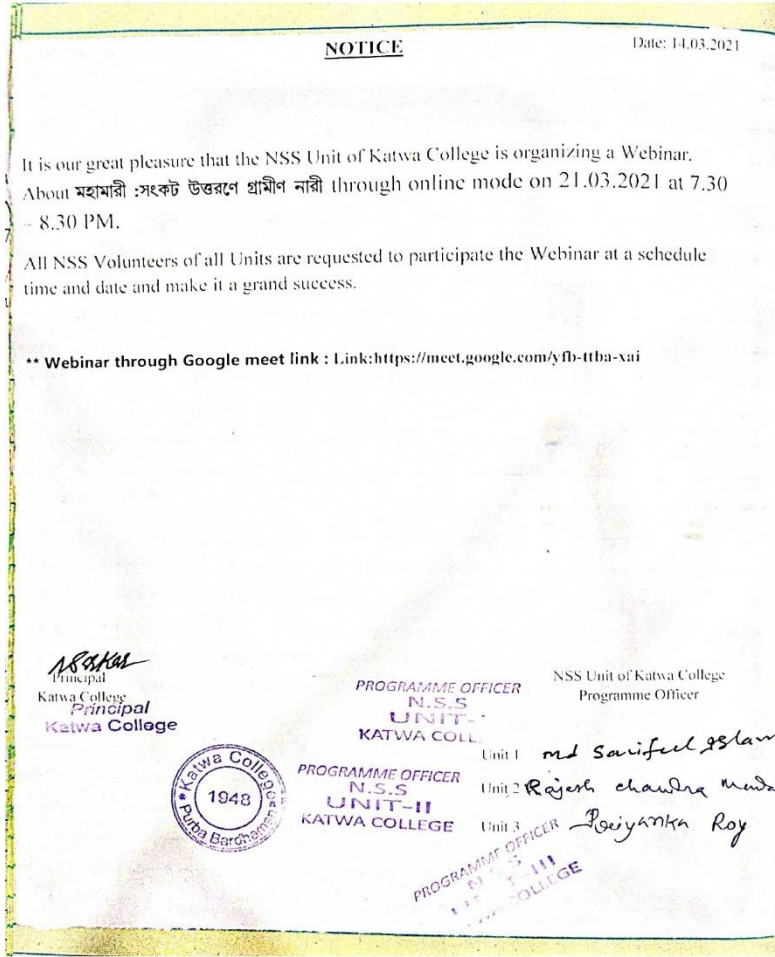 NOTICE
Date: 14.03.2021
It is our great pleasure that the NSS Unit of Katwa College is organizing a Webinar.
About মহামারী :সংকট উত্তরণে গ্রামীণ নারী through online mode on 21.03.2021 at 7.30
– 8.30 PM.
All NSS Volunteers of all Units are requested to participate the Webinar at a schedule
time and date and make it a grand success.
** Webinar through Google meet link : Link:https://meet.google.com/yfb-ttba-xai
Principal
Katwa College
Principal
Katwa College
Katwa College
1948
Purba Bardhaman
PROGRAMME OFFICER
N.S.S
UNIT-
KATWA COLL.
PROGRAMME OFFICER
N.S.S
UNIT-II
KATWA COLLEGE
NSS Unit of Katwa College
Programme Officer
Unit 1 Md Sariful Islam
Unit 2 Rajesh Chandra
Unit 3 Priyanka Roy
PROGRAMME OFFICER
N.S.S
T-III
COLLEGE